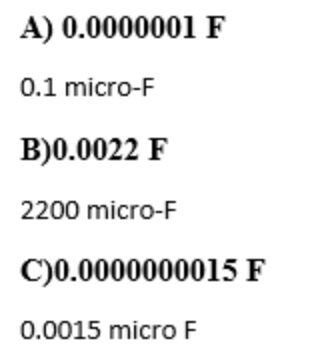 A) 0.0000001 F
0.1 micro-F
B)0.0022 F
2200 micro-F
C)0.0000000015 F
0.0015 micro F